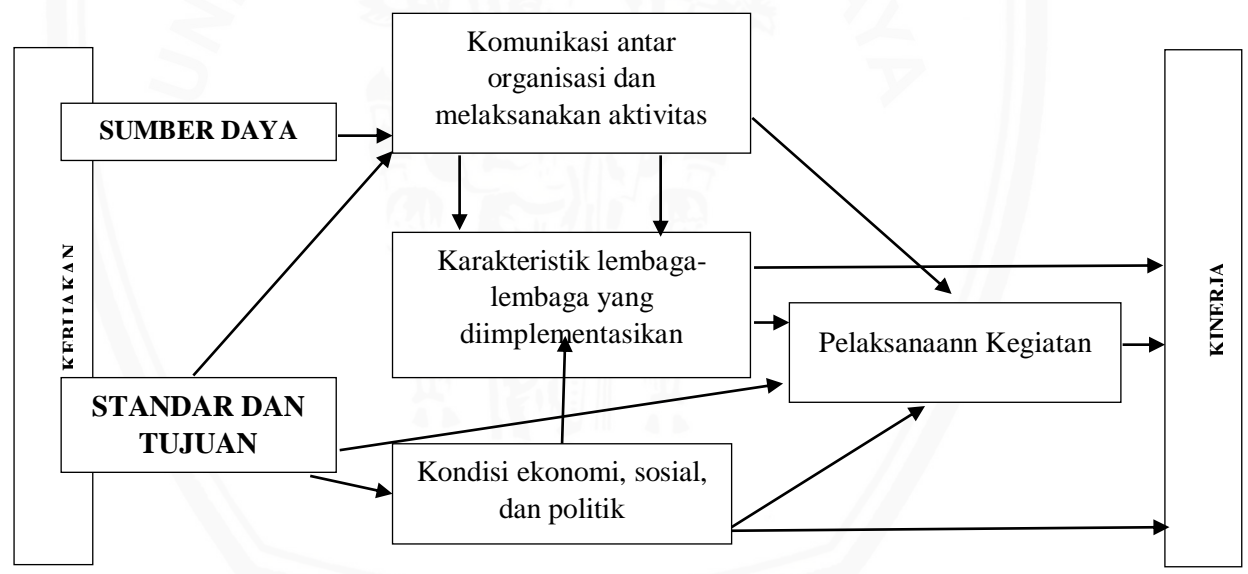 Komunikasi antar
organisasi dan
melaksanakan aktivitas
SUMBER DAYA
KEBIJAKAN
Karakteristik lembaga-
lembaga yang
diimplementasikan
Pelaksanaann Kegiatan
KINERJA
STANDAR DAN
TUJUAN
Kondisi ekonomi, sosial,
dan politik